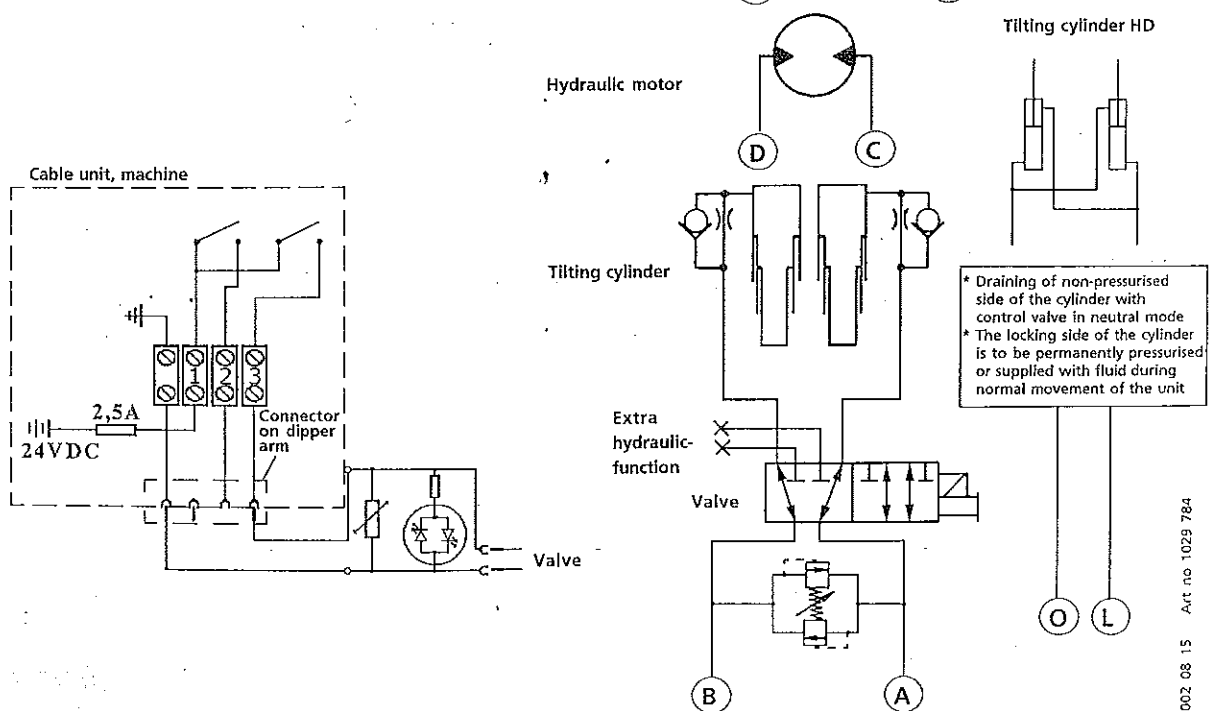 Tilting cylinder HD
Hydraulic motor
D
C
Cable unit, machine
Tilting cylinder
* Draining of non-pressurised
side of the cylinder with
control valve in neutral mode
* The locking side of the cylinder
is to be permanently pressurised
or supplied with fluid during
normal movement of the unit
1
2
3
2,5A
24VDC
Connector
on dipper
arm
Extra
hydraulic-
function
Valve
Valve
O
L
B
A
002 08 15 Art no 1029 784